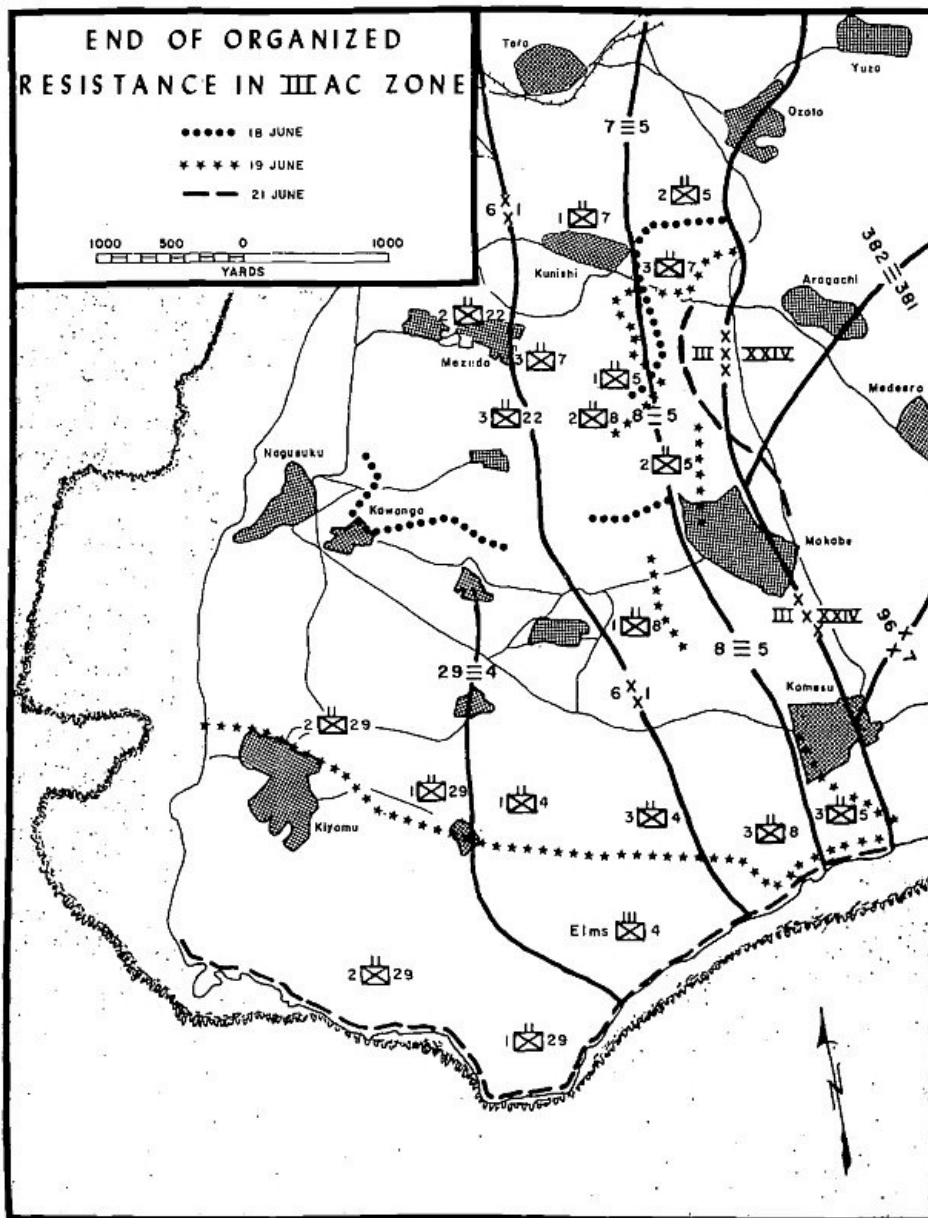 END OF ORGANIZED
RESISTANCE IN III AC ZONE
18 JUNE
19 JUNE
21 JUNE
1000 500 0 1000
YARDS
Tera
Yuza
Ozato
7 5
2 5
6 1
1 7
Kunishi
3 7
382 381
Aragachi
2 22
Mezado
3 7
III XXIV
1 5
Medeera
3 22
2 8
8 5
Nagusuku
2 5
Kawanga
Makabe
1 8
III XXIV
96 7
29 4
8 5
6 1
Komesu
2 29
1 29
1 4
3 4
3 8
3 5
Kiyamu
Elms 4
2 29
1 29
N